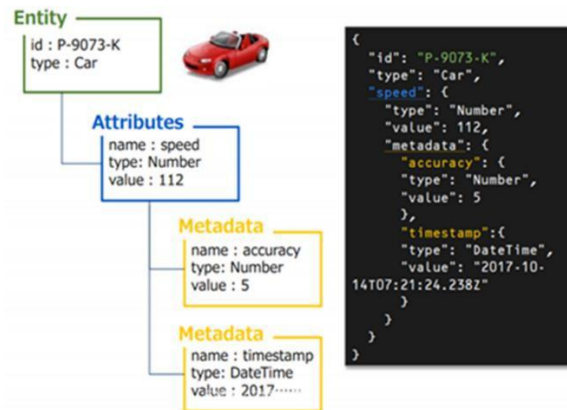 Entity
id : P-9073-K
type : Car
Attributes
name : speed
type: Number
value : 112
Metadata
name : accuracy
type: Number
value : 5
Metadata
name : timestamp
type: DateTime
value : 2017······
{
"id": "P-9073-K",
"type": "Car",
"speed": {
"type": "Number",
"value": 112,
"metadata": {
"accuracy": {
"type": "Number",
"value": 5
},
"timestamp":{
"type": "DateTime",
"value": "2017-10-
14T07:21:24.238Z"
}
}
}
}